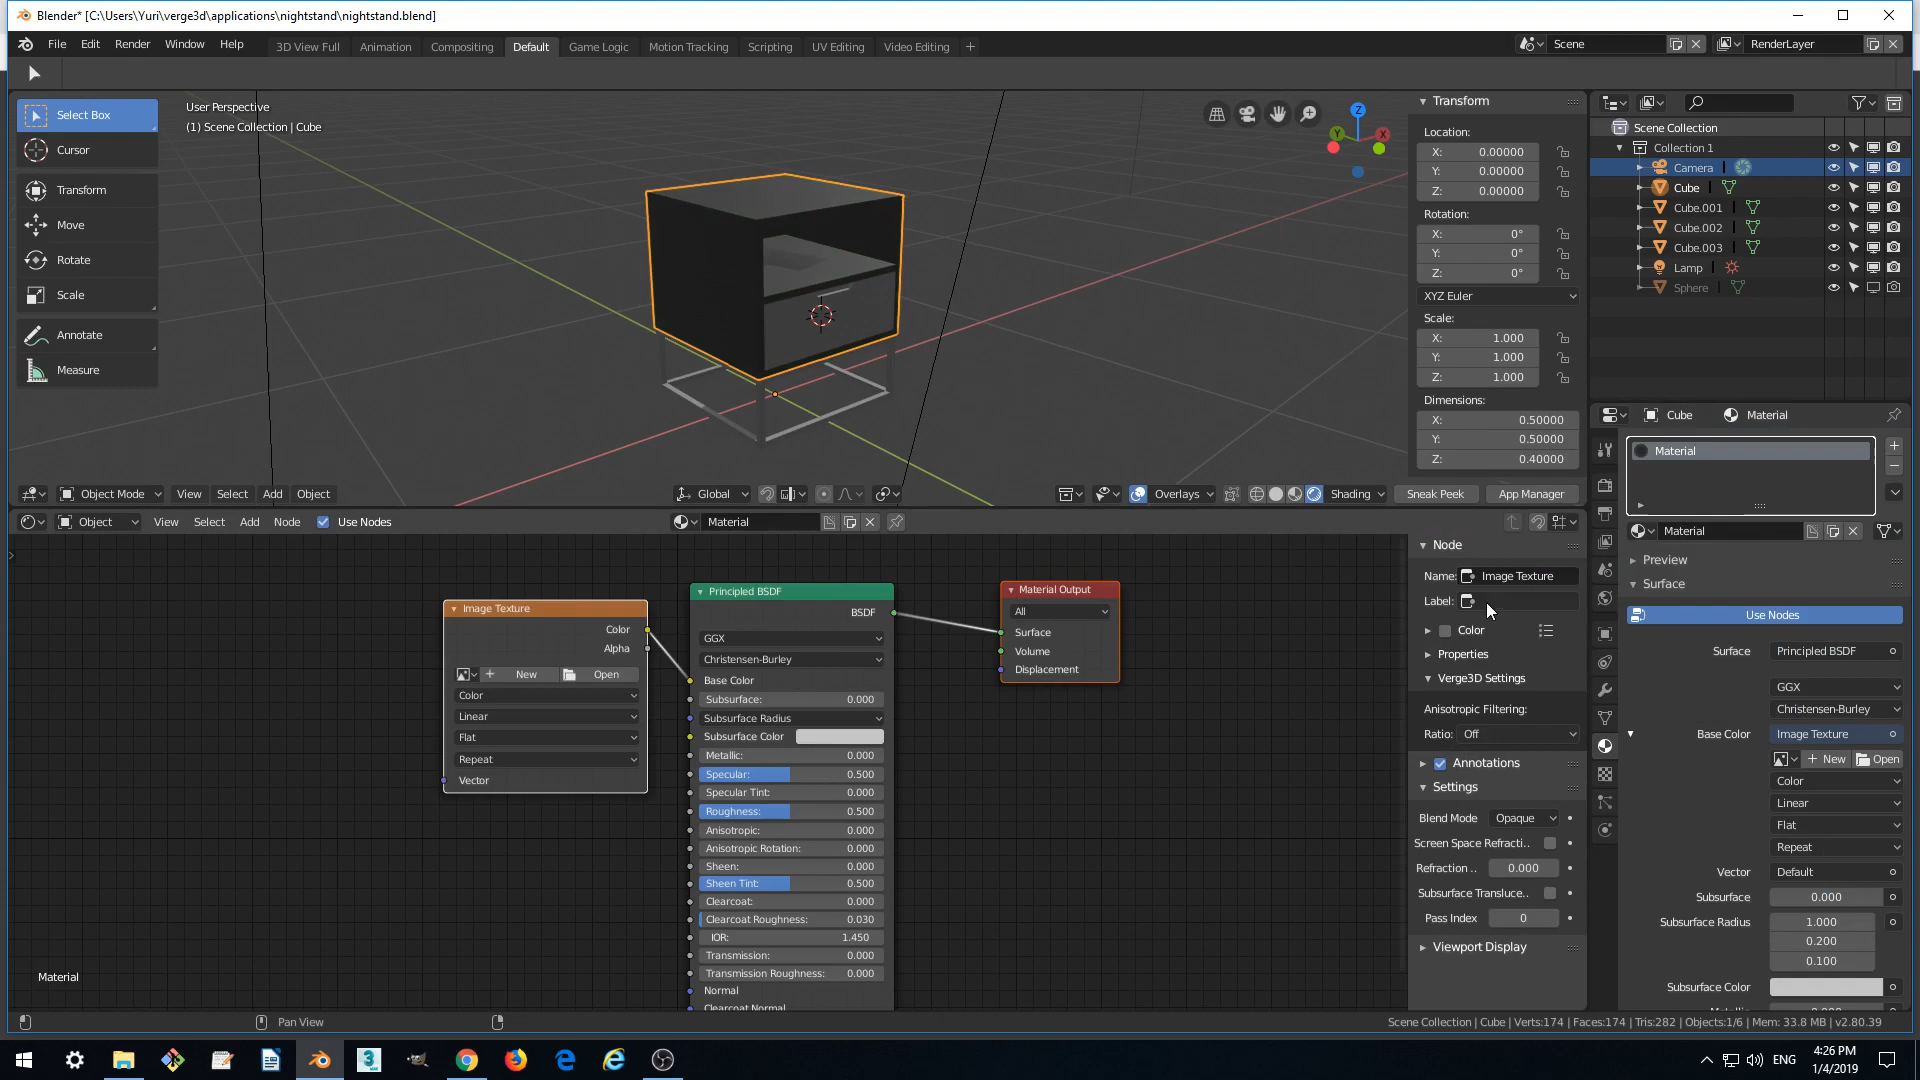 Blender* [C:\Users\Yuri\verge3d\applications\nightstand\nightstand.blend]
File Edit Render Window Help 3D View Full Animation Compositing Default Game Logic Motion Tracking Scripting UV Editing Video Editing + Scene RenderLayer
Select Box
Cursor
Transform
Move
Rotate
Scale
Annotate
Measure
User Perspective
(1) Scene Collection | Cube
Z
Y
X
Transform
Location:
X: 0.00000
Y: 0.00000
Z: 0.00000
Rotation:
X: 0°
Y: 0°
Z: 0°
XYZ Euler
Scale:
X: 1.000
Y: 1.000
Z: 1.000
Dimensions:
X: 0.50000
Y: 0.50000
Z: 0.40000
Scene Collection
Collection 1
Camera
Cube
Cube.001
Cube.002
Cube.003
Lamp
Sphere
Object Mode View Select Add Object Global Overlays Shading Sneak Peek App Manager
Object View Select Add Node Use Nodes Material
Image Texture
Color
Alpha
New Open
Color
Linear
Flat
Repeat
Vector
Principled BSDF
BSDF
GGX
Christensen-Burley
Base Color
Subsurface: 0.000
Subsurface Radius
Subsurface Color
Metallic: 0.000
Specular: 0.500
Specular Tint: 0.000
Roughness: 0.500
Anisotropic: 0.000
Anisotropic Rotation: 0.000
Sheen: 0.000
Sheen Tint: 0.500
Clearcoat: 0.000
Clearcoat Roughness: 0.030
IOR: 1.450
Transmission: 0.000
Transmission Roughness: 0.000
Normal
Clearcoat Normal
Material Output
All
Surface
Volume
Displacement
Material
Node
Name: Image Texture
Label:
Color
Properties
Verge3D Settings
Anisotropic Filtering:
Ratio: Off
Annotations
Settings
Blend Mode Opaque
Screen Space Refracti..
Refraction .. 0.000
Subsurface Transluce..
Pass Index 0
Viewport Display
Cube Material
Material
Material
Preview
Surface
Use Nodes
Surface Principled BSDF
GGX
Christensen-Burley
Base Color Image Texture
New Open
Color
Linear
Flat
Repeat
Vector Default
Subsurface 0.000
Subsurface Radius 1.000
0.200
0.100
Subsurface Color
Pan View
Scene Collection | Cube | Verts:174 | Faces:174 | Tris:282 | Objects:1/6 | Mem: 33.8 MB | v2.80.39
ENG
4:26 PM
1/4/2019